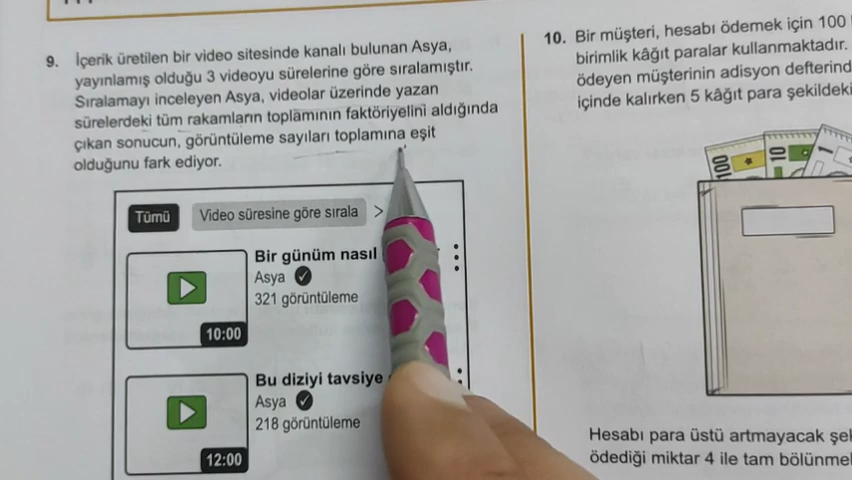 9. İçerik üretilen bir video sitesinde kanalı bulunan Asya,
yayınlamış olduğu 3 videoyu sürelerine göre sıralamıştır.
Sıralamayı inceleyen Asya, videolar üzerinde yazan
sürelerdeki tüm rakamların toplamının faktöriyelini aldığında
çıkan sonucun, görüntüleme sayıları toplamına eşit
olduğunu fark ediyor.
Tümü
Video süresine göre sırala
Bir günüm nasıl
Asya
321 görüntüleme
10:00
Bu diziyi tavsiye
Asya
218 görüntüleme
12:00
10. Bir müşteri, hesabı ödemek için 100
birimlik kâğıt paralar kullanmaktadır.
ödeyen müşterinin adisyon
içinde kalırken 5 kâğıt para
100
10
1
Hesabı para üstü artmayacak
ödediği miktar 4 ile tam